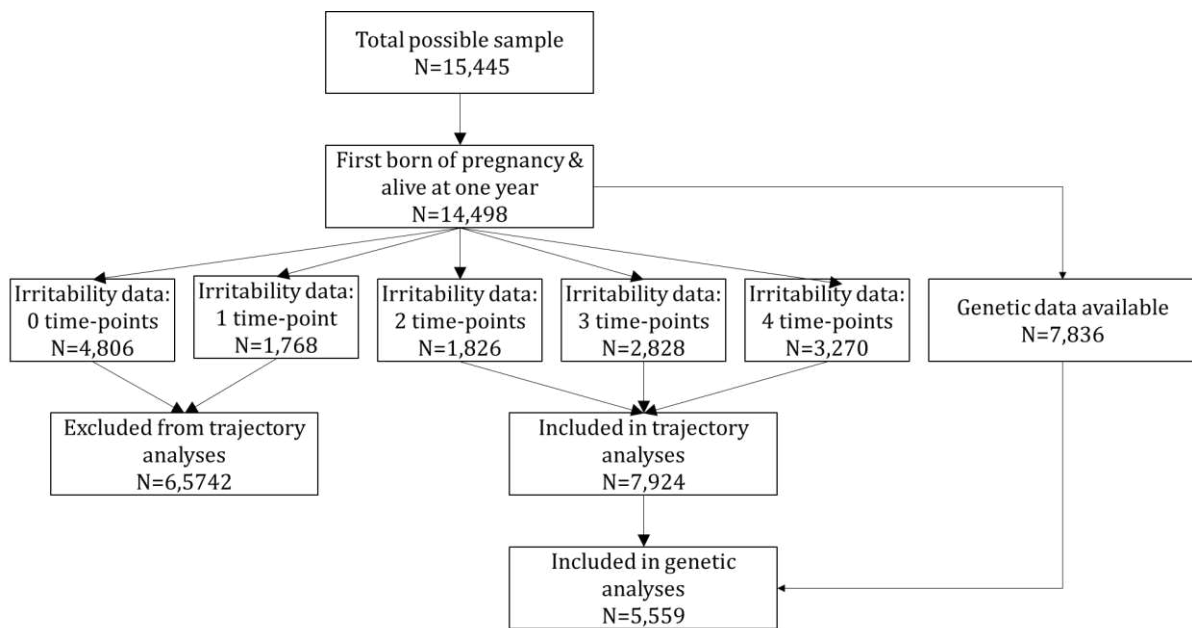 Total possible sample
N=15,445
First born of pregnancy &
alive at one year
N=14,498
Irritability data:
0 time-points
N=4,806
Irritability data:
1 time-point
N=1,768
Irritability data:
2 time-points
N=1,826
Irritability data:
3 time-points
N=2,828
Irritability data:
4 time-points
N=3,270
Genetic data available
N=7,836
Excluded from trajectory
analyses
N=6,5742
Included in trajectory
analyses
N=7,924
Included in genetic
analyses
N=5,559